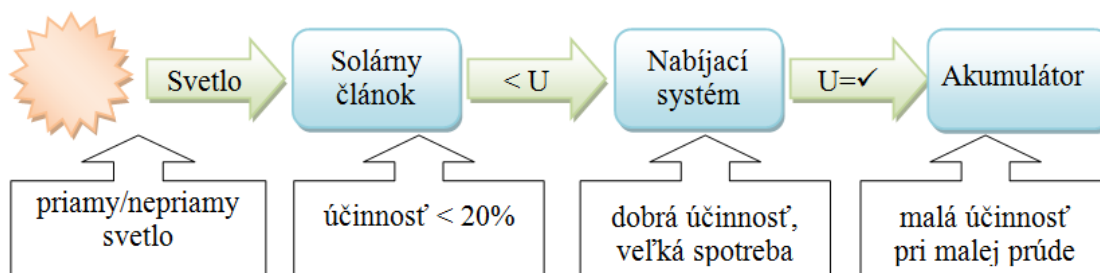 Svetlo
Solárny
článok
< U
Nabíjací
systém
U=✓
Akumulátor
priamy/nepriamy
svetlo
účinnosť < 20%
dobrá účinnosť,
veľká spotreba
malá účinnosť
pri malej prúde